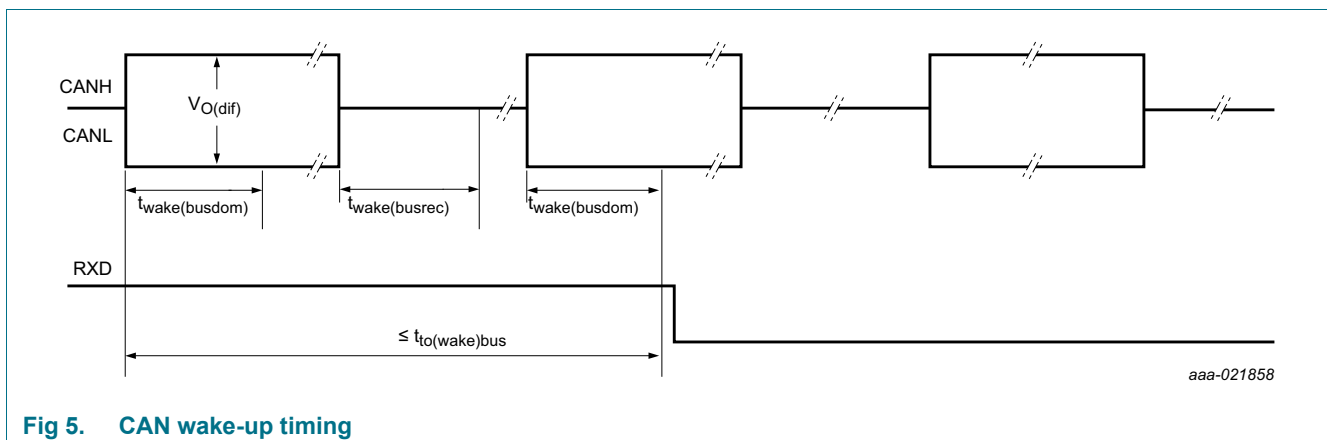 CANH
VO(dif)
CANL
twake(busdom)
twake(busrec)
twake(busdom)
RXD
≤ tto(wake)bus
aaa-021858
Fig 5. CAN wake-up timing